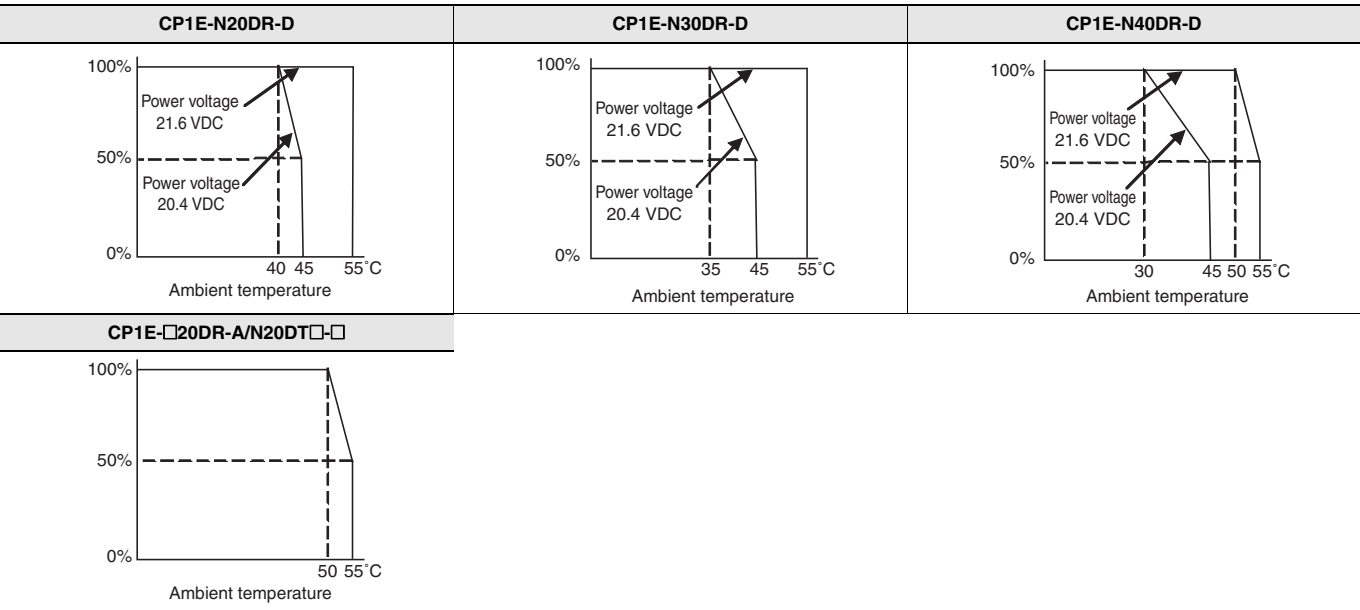 CP1E-N20DR-D
CP1E-N30DR-D
CP1E-N40DR-D
100%
Power voltage
21.6 VDC
50%
Power voltage
20.4 VDC
0%
40 45 55˚C
Ambient temperature
100%
Power voltage
21.6 VDC
50%
Power voltage
20.4 VDC
0%
35 45 55˚C
Ambient temperature
100%
Power voltage
21.6 VDC
50%
Power voltage
20.4 VDC
0%
30 45 50 55˚C
Ambient temperature
CP1E-□20DR-A/N20DT□-□
100%
50%
0%
50 55˚C
Ambient temperature